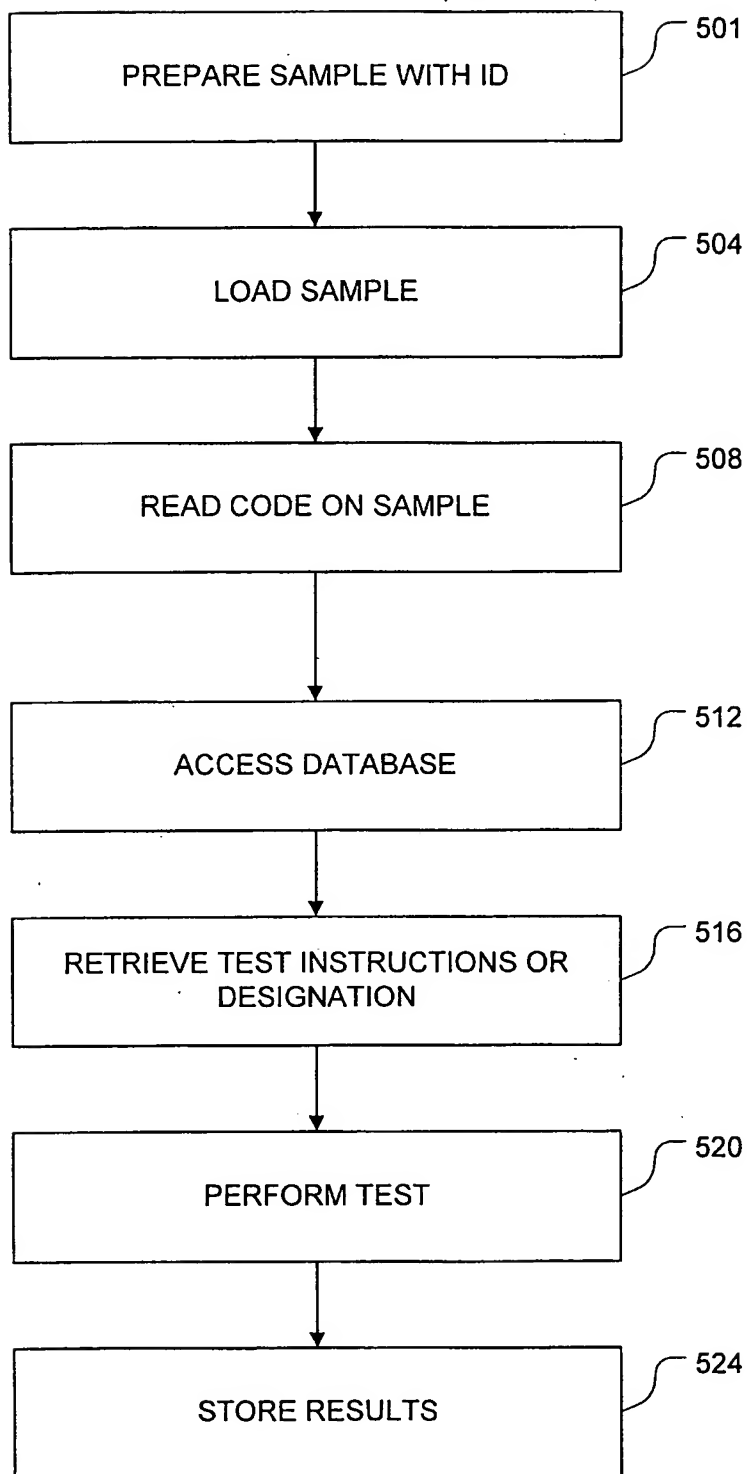 501
PREPARE SAMPLE WITH ID
504
LOAD SAMPLE
508
READ CODE ON SAMPLE
512
ACCESS DATABASE
516
RETRIEVE TEST INSTRUCTIONS OR
DESIGNATION
520
PERFORM TEST
524
STORE RESULTS